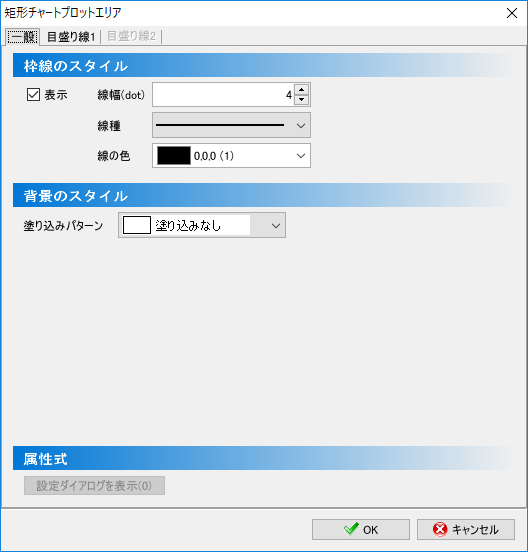 矩形チャートプロットエリア
一般 目盛り線1 目盛り線2
枠線のスタイル
表示 線幅(dot) 4
線種
線の色 0,0,0 (1)
背景のスタイル
塗り込みパターン 塗り込みなし
属性式
設定ダイアログを表示(0)
OK キャンセル